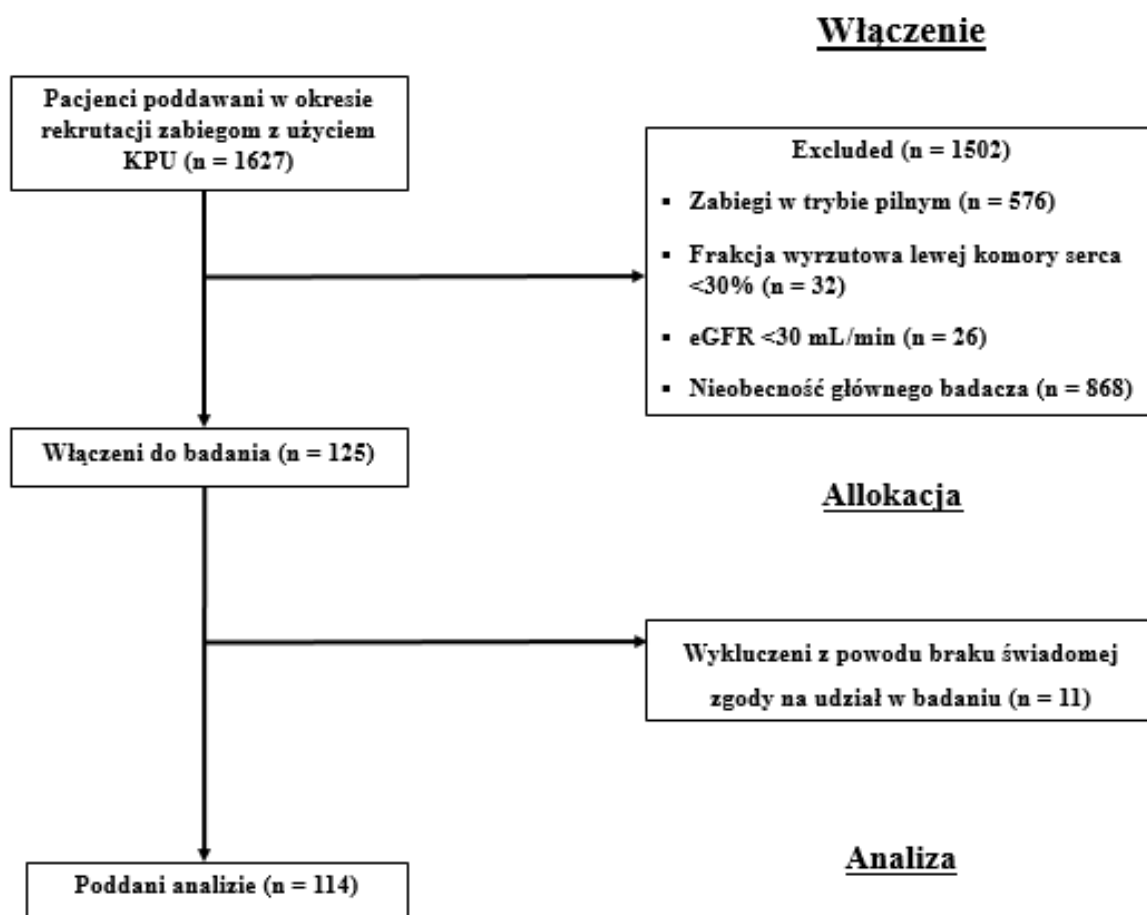 Włączenie
Pacjenci poddawani w okresie
rekrutacji zabiegom z użyciem
KPU (n = 1627)
Excluded (n = 1502)
▪ Zabiegi w trybie pilnym (n = 576)
▪ Frakcja wyrzutowa lewej komory serca
<30% (n = 32)
▪ eGFR <30 mL/min (n = 26)
▪ Nieobecność głównego badacza (n = 868)
Włączeni do badania (n = 125)
Allokacja
Wykluczeni z powodu braku świadomej
zgody na udział w badaniu (n = 11)
Analiza
Poddani analizie (n = 114)